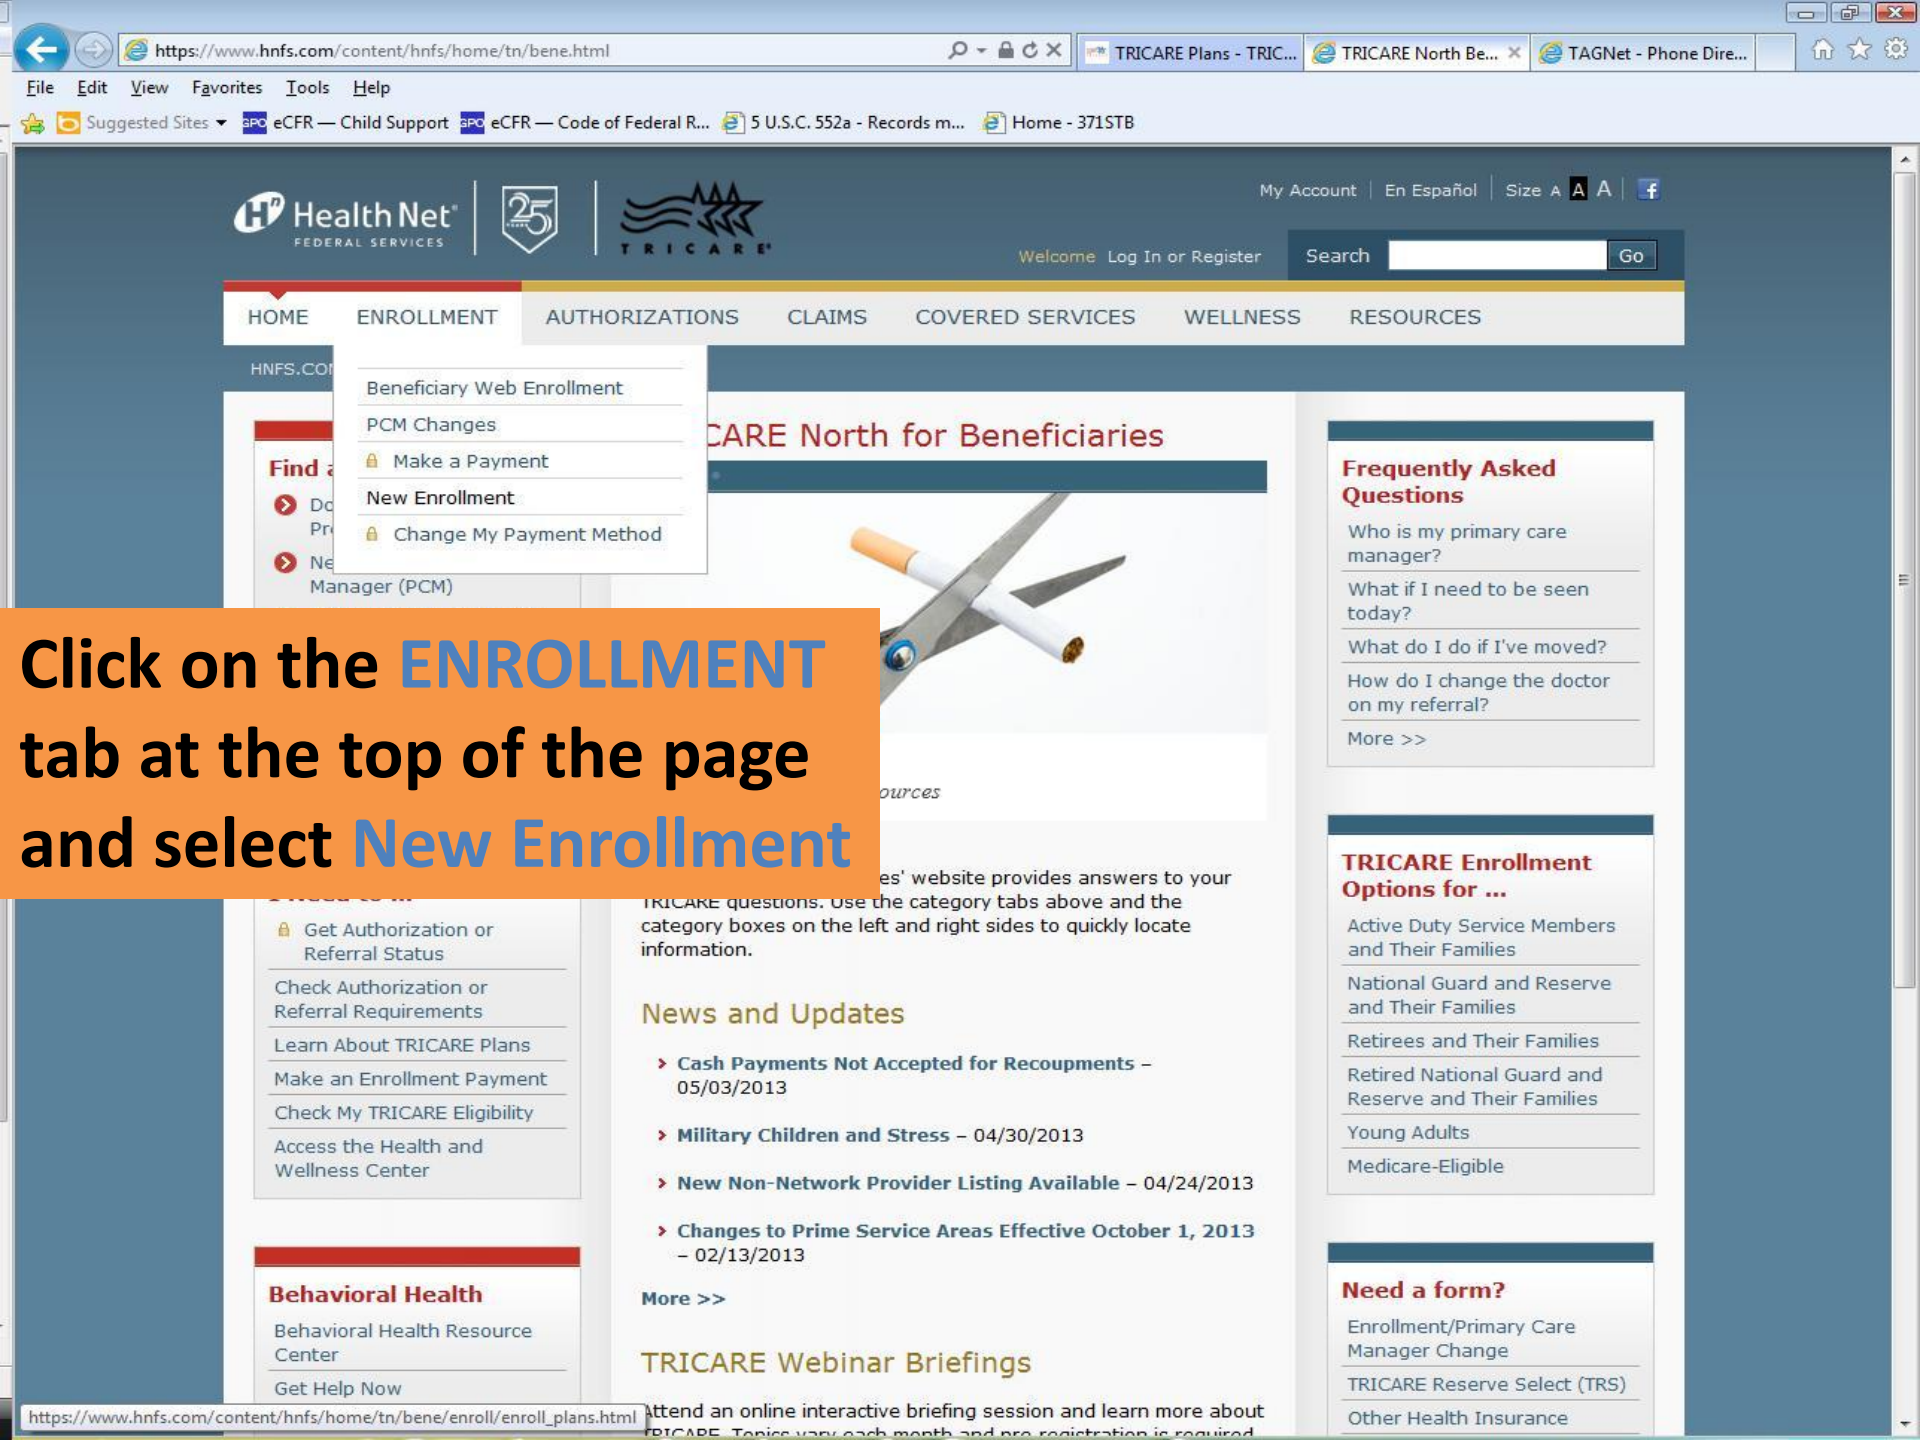 https://www.hnfs.com/content/hnfs/home/tn/bene.html
TRICARE Plans - TRIC...
TRICARE North Be...
TAGNet - Phone Dire...
File Edit View Favorites Tools Help
Suggested Sites
GPO eCFR — Child Support
GPO eCFR — Code of Federal R...
5 U.S.C. 552a - Records m...
Home - 371STB
Health Net
FEDERAL SERVICES
25
TRICARE
My Account | En Español | Size A A A
Welcome Log In or Register
Search
Go
HOME ENROLLMENT AUTHORIZATIONS CLAIMS COVERED SERVICES WELLNESS RESOURCES
Beneficiary Web Enrollment
PCM Changes
Make a Payment
New Enrollment
Change My Payment Method
Find
Manager (PCM)
Click on the ENROLLMENT
tab at the top of the page
and select New Enrollment
Get Authorization or
Referral Status
Check Authorization or
Referral Requirements
Learn About TRICARE Plans
Make an Enrollment Payment
Check My TRICARE Eligibility
Access the Health and
Wellness Center
Behavioral Health
Behavioral Health Resource
Center
Get Help Now
https://www.hnfs.com/content/hnfs/home/tn/bene/enroll/enroll_plans.html
North for Beneficiaries
website provides answers to your
TRICARE questions. Use the category tabs above and the
category boxes on the left and right sides to quickly locate
information.
News and Updates
Cash Payments Not Accepted for Recoupments –
05/03/2013
Military Children and Stress – 04/30/2013
New Non-Network Provider Listing Available – 04/24/2013
Changes to Prime Service Areas Effective October 1, 2013
– 02/13/2013
More >>
TRICARE Webinar Briefings
Attend an online interactive briefing session and learn more about
TRICARE. Topics vary each month and pre-registration is required.
Frequently Asked
Questions
Who is my primary care
manager?
What if I need to be seen
today?
What do I do if I've moved?
How do I change the doctor
on my referral?
More >>
TRICARE Enrollment
Options for ...
Active Duty Service Members
and Their Families
National Guard and Reserve
and Their Families
Retirees and Their Families
Retired National Guard and
Reserve and Their Families
Young Adults
Medicare-Eligible
Need a form?
Enrollment/Primary Care
Manager Change
TRICARE Reserve Select (TRS)
Other Health Insurance